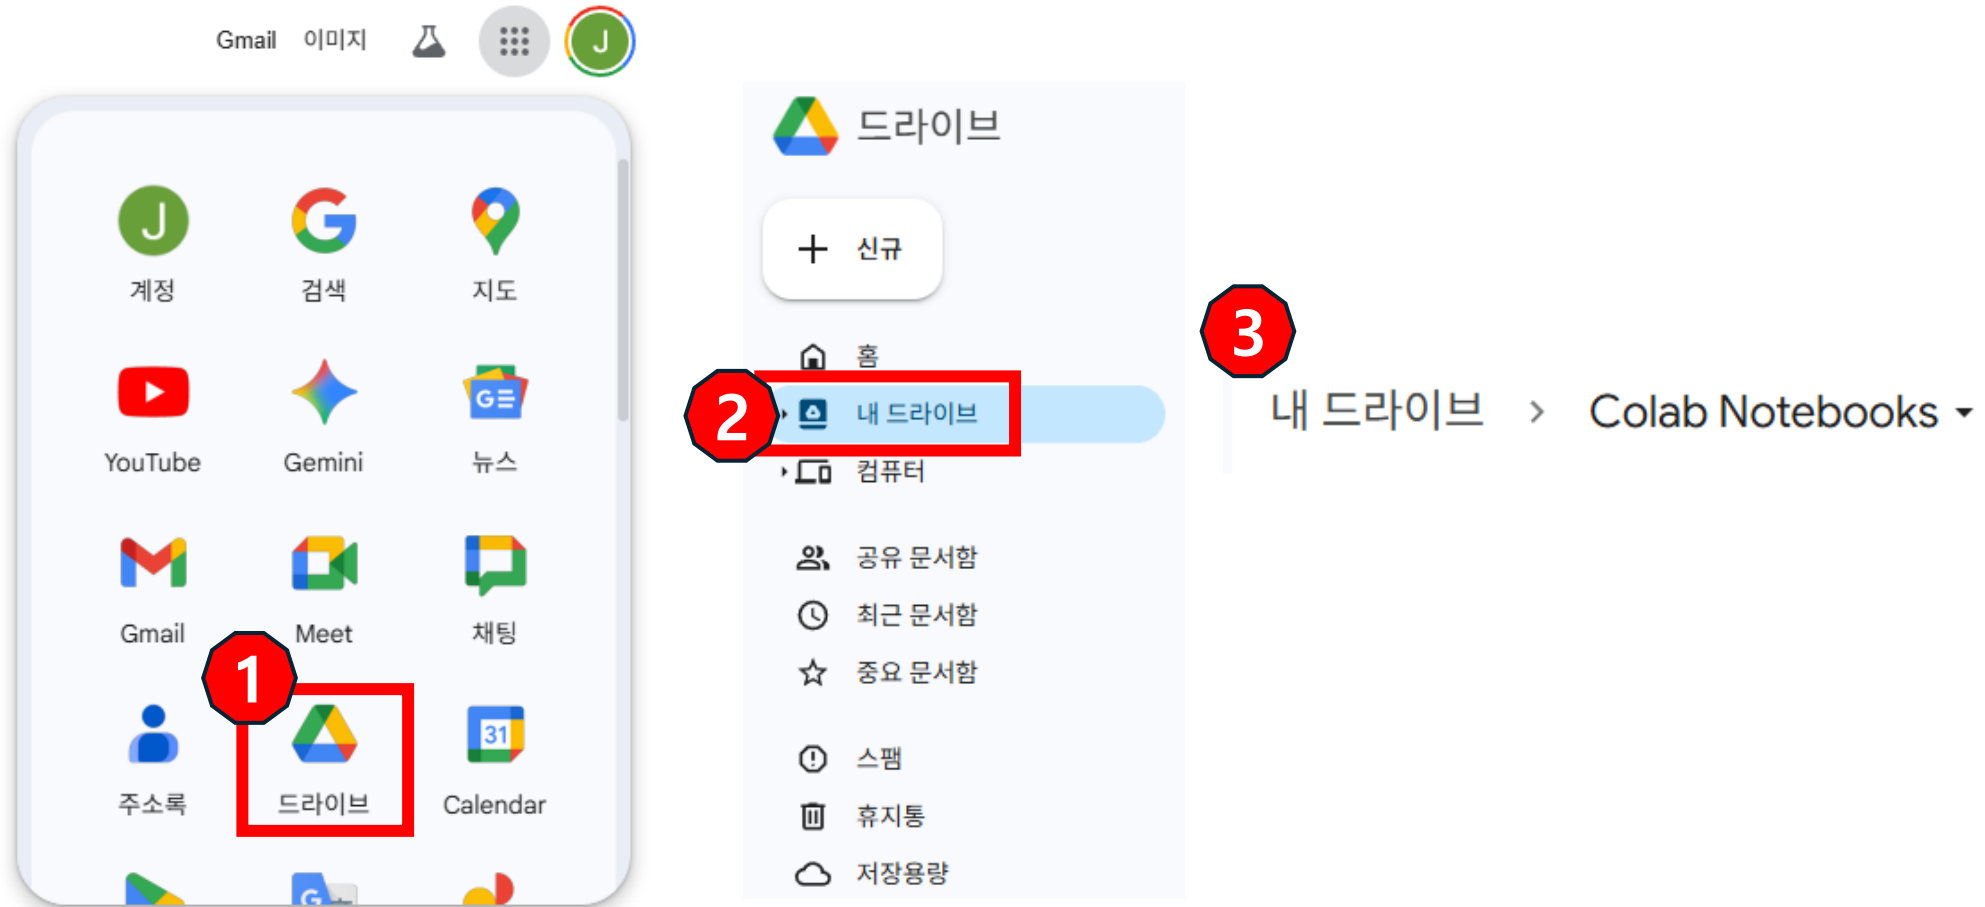 Gmail 이미지 J
J G
계정 검색 지도
G
YouTube Gemini 뉴스
Gmail Meet 채팅
1
31
주소록 드라이브 Calendar
G
드라이브
신규
홈
2
내 드라이브
컴퓨터
공유 문서함
최근 문서함
중요 문서함
스팸
휴지통
저장용량
3
내 드라이브 > Colab Notebooks